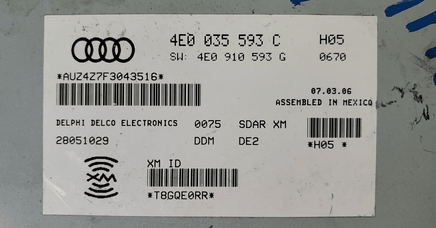 4E0 035 593 C H05
SW: 4E0 910 593 G 0670
*AUZ4Z7F3043516*
07.03.06
ASSEMBLED IN MEXICO
DELPHI DELCO ELECTRONICS 0075 SDAR XM
28051029 DDM DE2
*H05 *
XM ID
XM
*T8GQE0RR*